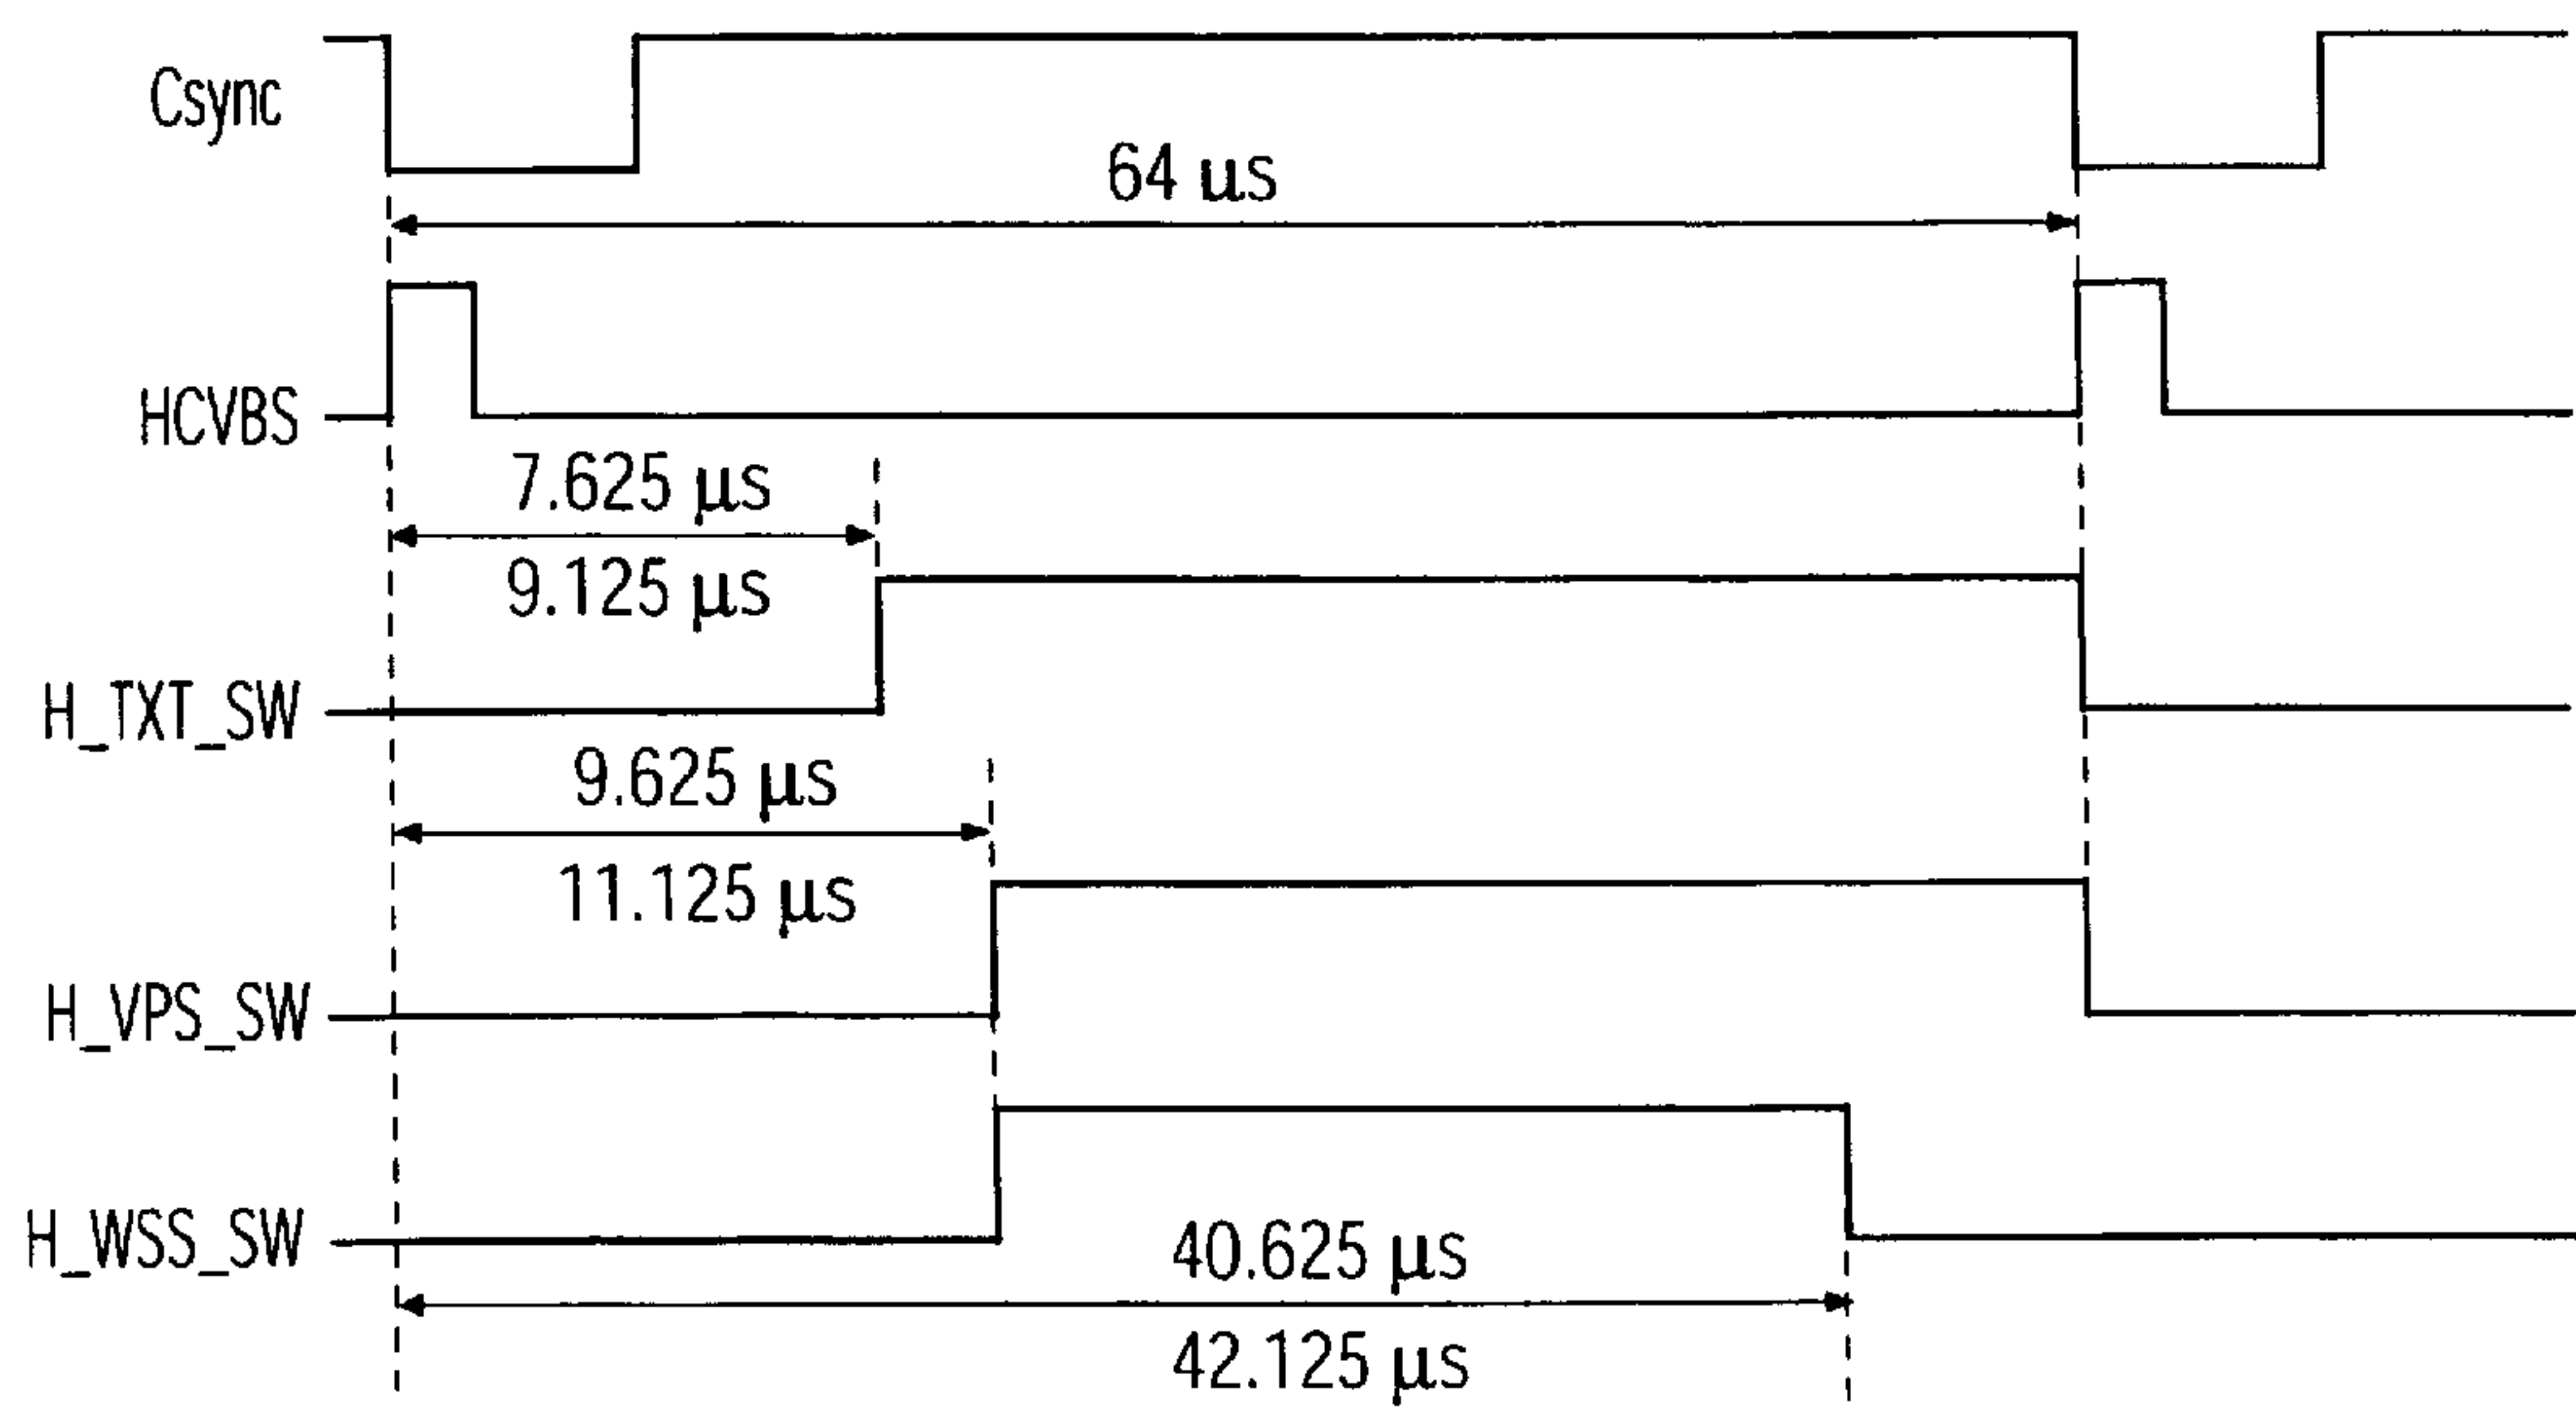 Csync
64 us
HCVBS
7.625 µs
9.125 µs
H_TXT_SW
9.625 µs
11.125 µs
H_VPS_SW
H_WSS_SW
40.625 µs
42.125 µs